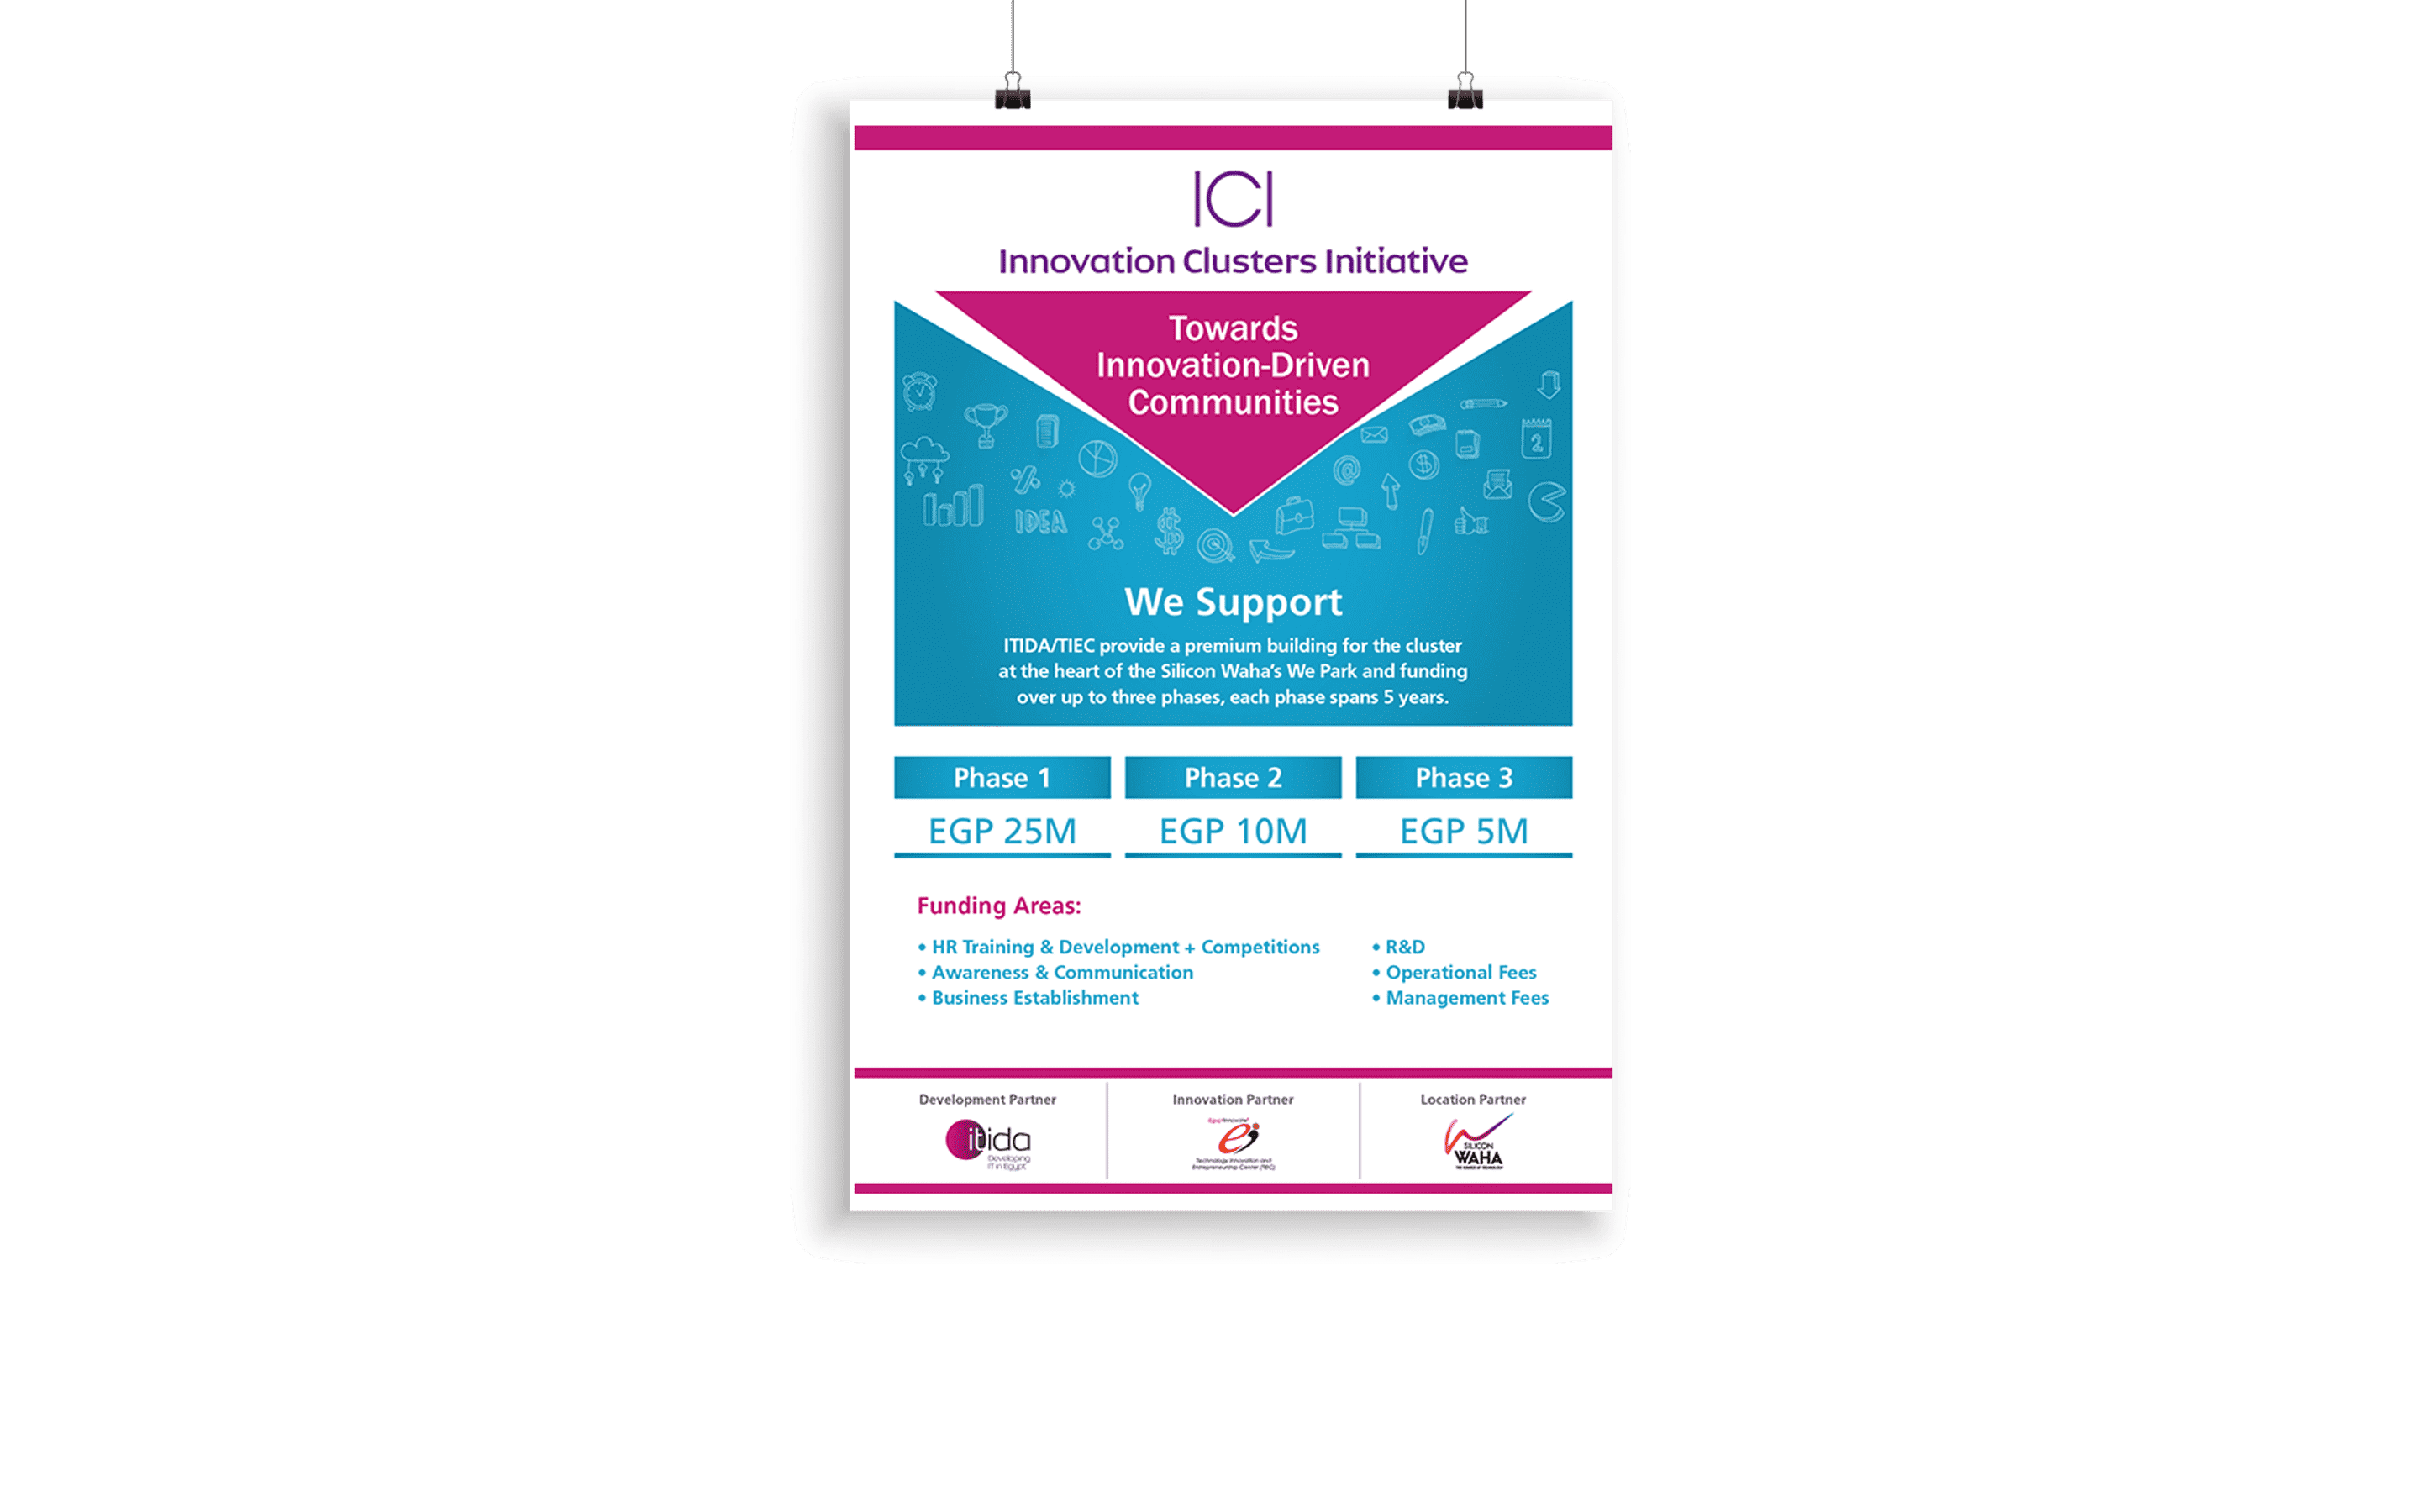 ICI
Innovation Clusters Initiative
Towards
Innovation-Driven
Communities
IDEA
2
We Support
ITIDA/TIEC provide a premium building for the cluster
at the heart of the Silicon Waha's We Park and funding
over up to three phases, each phase spans 5 years.
Phase 1
Phase 2
Phase 3
EGP 25M
EGP 10M
EGP 5M
Funding Areas:
• HR Training & Development + Competitions
• Awareness & Communication
• Business Establishment
• R&D
• Operational Fees
• Management Fees
Development Partner
Innovation Partner
Location Partner
itida
Developing
IT in Egypt
Egypt Innovate
ei
Technology Innovation and
Entrepreneurship Center (TIEC)
SILICON
WAHA